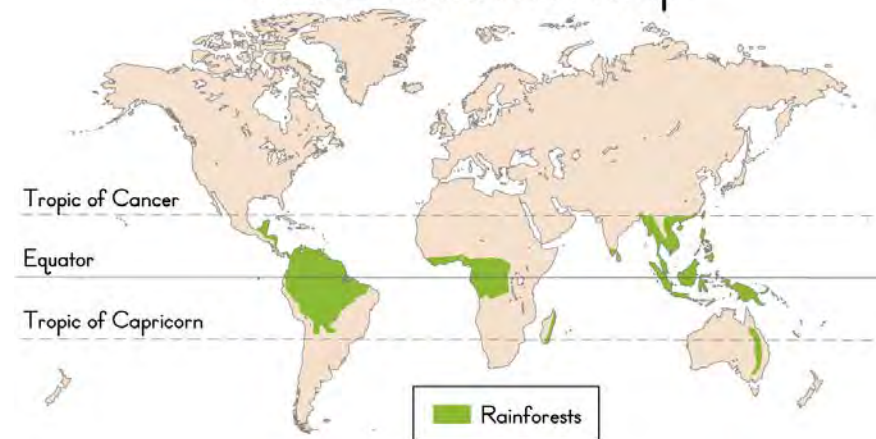 Tropic of Cancer
Equator
Tropic of Capricorn
Rainforests